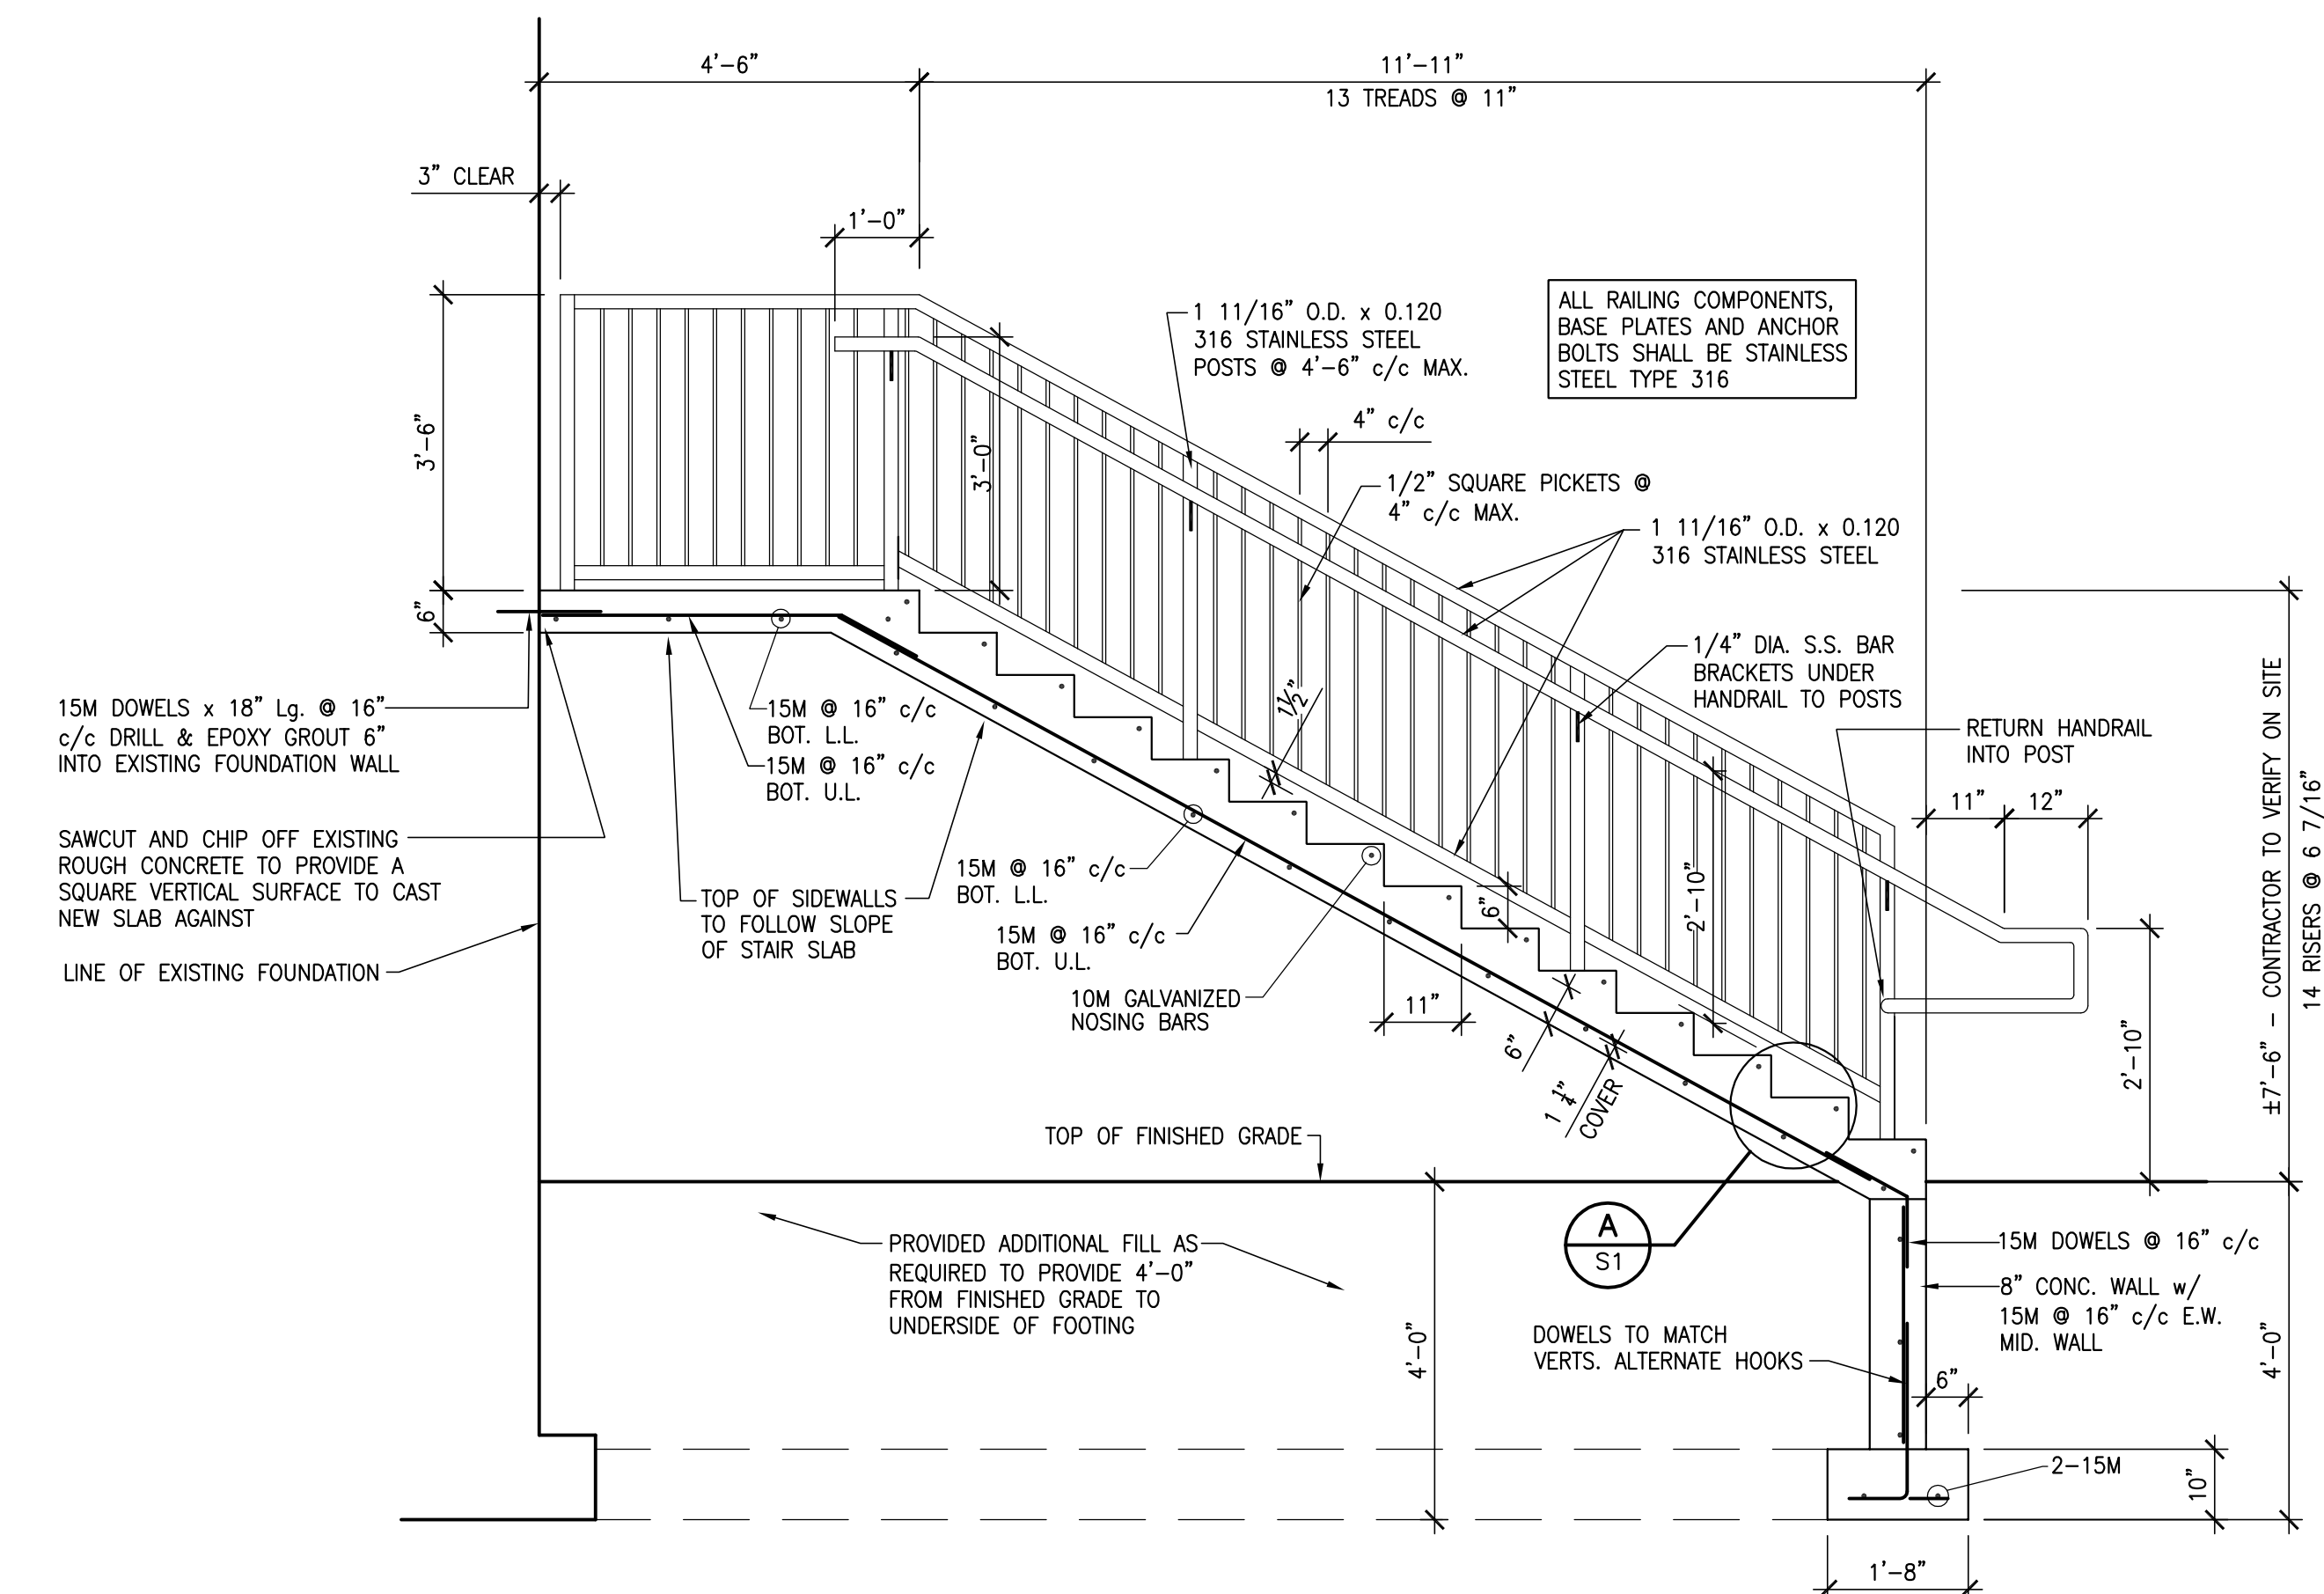 4'-6"
11'-11"
13 TREADS @ 11"
3" CLEAR
1'-0"
1 11/16" O.D. x 0.120
316 STAINLESS STEEL
POSTS @ 4'-6" c/c MAX.
ALL RAILING COMPONENTS,
BASE PLATES AND ANCHOR
BOLTS SHALL BE STAINLESS
STEEL TYPE 316
4" c/c
3'-6"
3'-0"
1/2" SQUARE PICKETS @
4" c/c MAX.
1 11/16" O.D. x 0.120
316 STAINLESS STEEL
6"
1/4" DIA. S.S. BAR
BRACKETS UNDER
HANDRAIL TO POSTS
15M DOWELS x 18" Lg. @ 16"
c/c DRILL & EPOXY GROUT 6"
INTO EXISTING FOUNDATION WALL
15M @ 16" c/c
BOT. L.L.
15M @ 16" c/c
BOT. U.L.
1 1/2"
RETURN HANDRAIL
INTO POST
11"
12"
±7'-6" - CONTRACTOR TO VERIFY ON SITE
14 RISERS @ 6 7/16"
SAWCUT AND CHIP OFF EXISTING
ROUGH CONCRETE TO PROVIDE A
SQUARE VERTICAL SURFACE TO CAST
NEW SLAB AGAINST
TOP OF SIDEWALLS
TO FOLLOW SLOPE
OF STAIR SLAB
15M @ 16" c/c
BOT. L.L.
15M @ 16" c/c
BOT. U.L.
6"
2'-10"
LINE OF EXISTING FOUNDATION
10M GALVANIZED
NOSING BARS
11"
6"
1 1/4"
COVER
2'-10"
TOP OF FINISHED GRADE
PROVIDED ADDITIONAL FILL AS
REQUIRED TO PROVIDE 4'-0"
FROM FINISHED GRADE TO
UNDERSIDE OF FOOTING
A
S1
15M DOWELS @ 16" c/c
8" CONC. WALL w/
15M @ 16" c/c E.W.
MID. WALL
4'-0"
DOWELS TO MATCH
VERTS. ALTERNATE HOOKS
6"
4'-0"
2-15M
10"
1'-8"